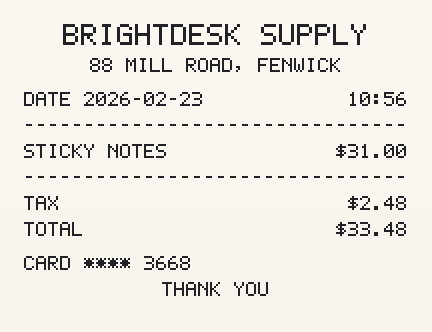 BRIGHTDESK SUPPLY
88 MILL ROAD, FENWICK
DATE 2026-02-23 10:56
--------------------------------
STICKY NOTES $31.00
--------------------------------
TAX $2.48
TOTAL $33.48
CARD **** 3668
THANK YOU